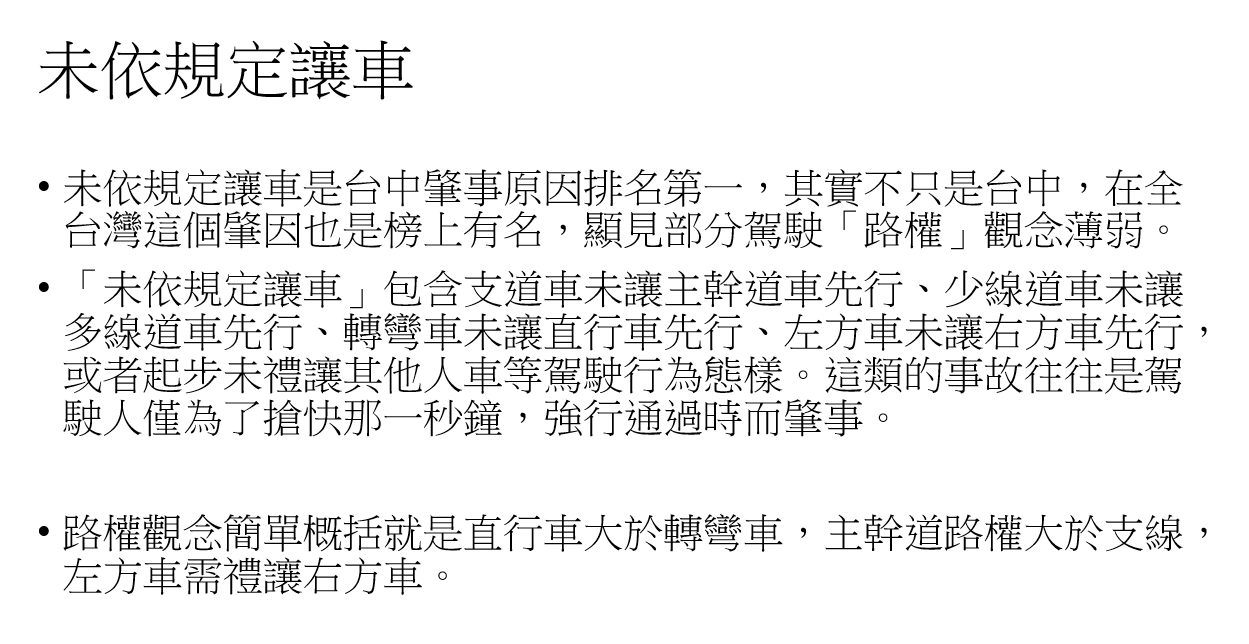 未依規定讓車
• 未依規定讓車是台中肇事原因排名第一，其實不只是台中，在全
台灣這個肇因也是榜上有名，顯見部分駕駛「路權」觀念薄弱。
• 「未依規定讓車」包含支道車未讓主幹道車先行、少線道車未讓
多線道車先行、轉彎車未讓直行車先行、左方車未讓右方車先行，
或者起步未禮讓其他人車等駕駛行為態樣。這類的事故往往是駕
駛人僅為了搶快那一秒鐘，強行通過時而肇事。
• 路權觀念簡單概括就是直行車大於轉彎車，主幹道路權大於支線，
左方車需禮讓右方車。